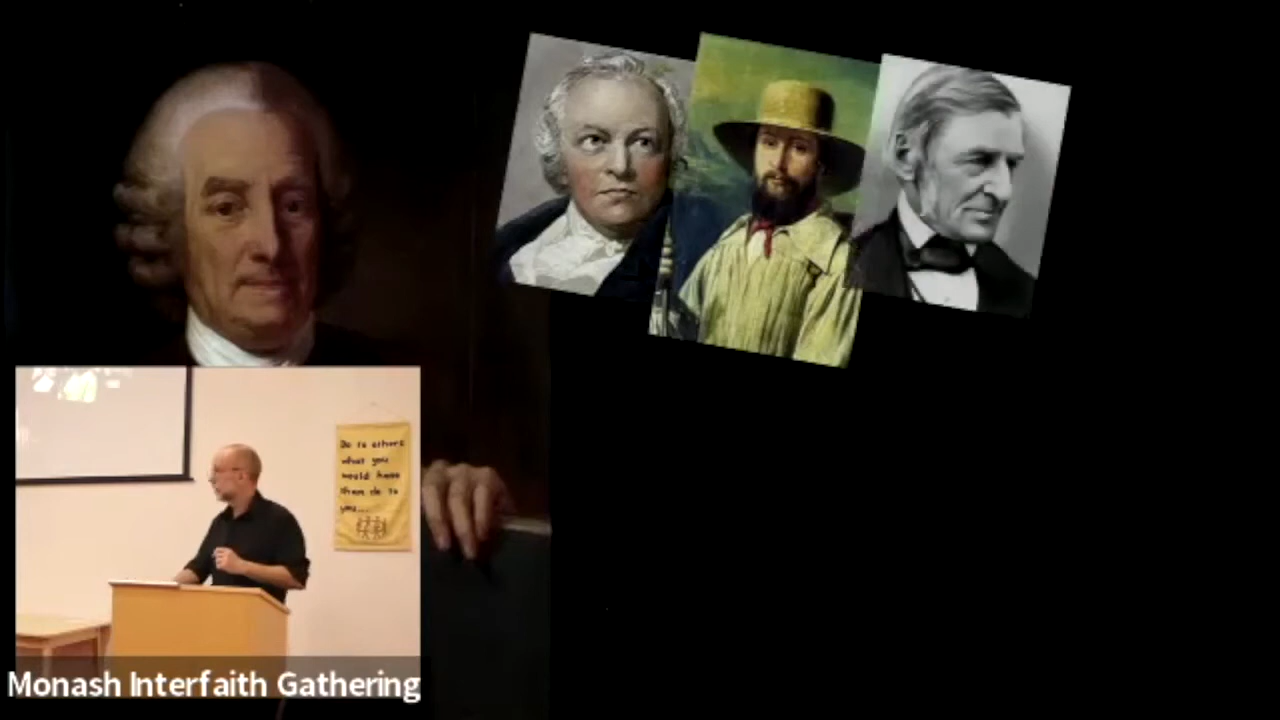 Do to others
what you
would have
them do to
you...
Monash Interfaith Gathering